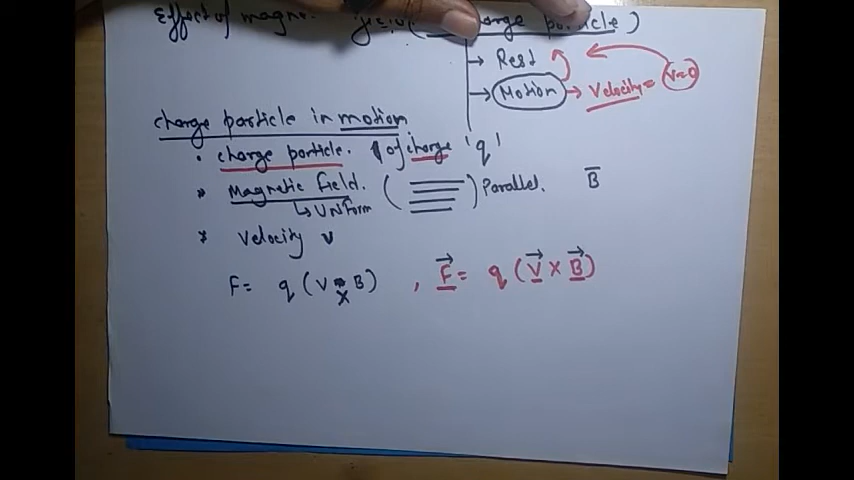 Effect of magne. field (charge particle)
→ Rest
→ Motion → Velocity = V=0
charge particle in motion
• charge particle. of charge 'q'
* Magnetic Field. ( ) Parallel. B̅
↳ UNIform
* Velocity v
F= q (V B) , F⃗ = q (V⃗ X B⃗)
X